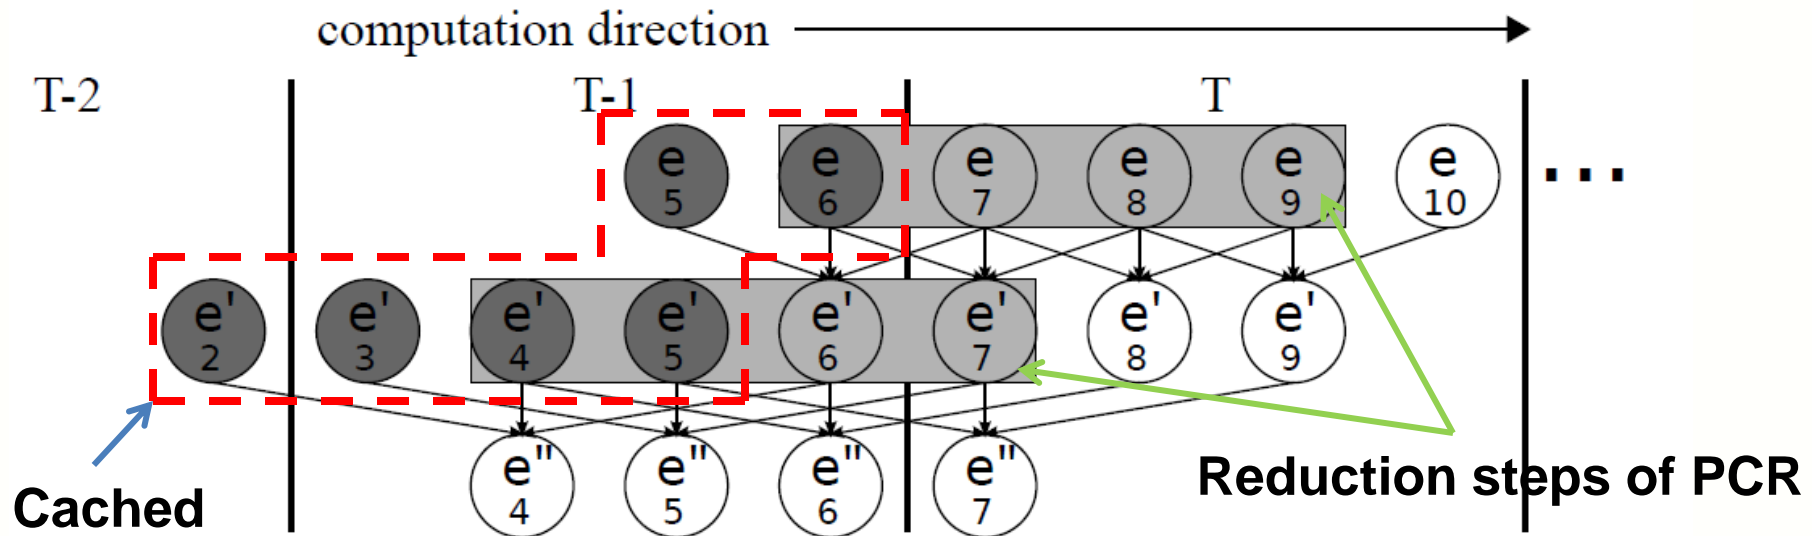 computation direction
T-2 T-1 T
e e e e e e ...
5 6 7 8 9 10
e' e' e' e' e' e' e' e'
2 3 4 5 6 7 8 9
e" e" e" e"
4 5 6 7
Cached
Reduction steps of PCR